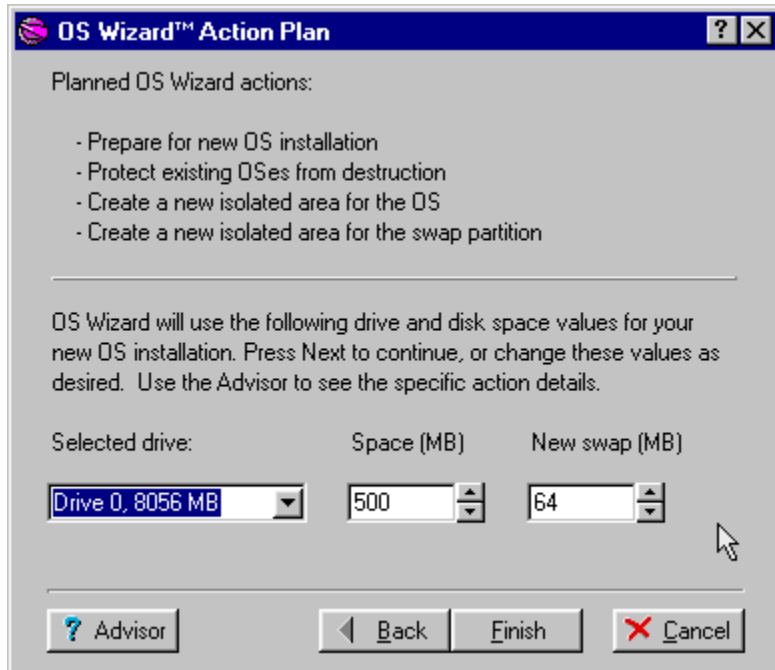 OS Wizard™ Action Plan
Planned OS Wizard actions:
- Prepare for new OS installation
- Protect existing OSes from destruction
- Create a new isolated area for the OS
- Create a new isolated area for the swap partition
OS Wizard will use the following drive and disk space values for your
new OS installation. Press Next to continue, or change these values as
desired.  Use the Advisor to see the specific action details.
Selected drive: Space (MB) New swap (MB)
Drive 0, 8056 MB 500 64
? Advisor Back Finish Cancel